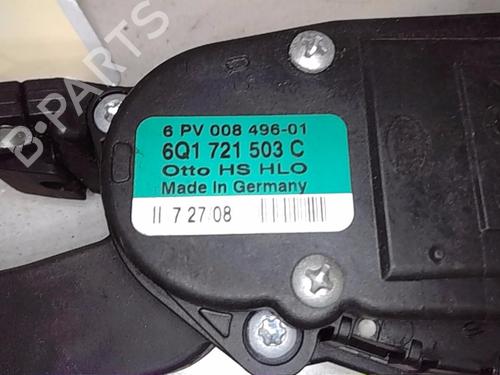 B-PARTS
6 PV 008 496-01
6Q1 721 503 C
Otto HS HLO
Made In Germany
II 7 27 08